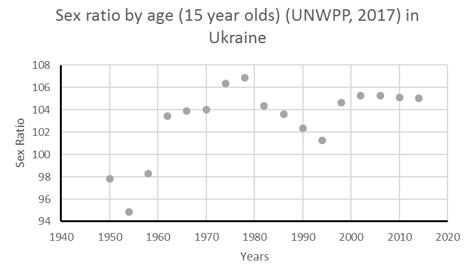 Sex ratio by age (15 year olds) (UNWPP, 2017) in
Ukraine
108
106
104
102
100
98
96
94
1940 1950 1960 1970 1980 1990 2000 2010 2020
Sex Ratio
Years